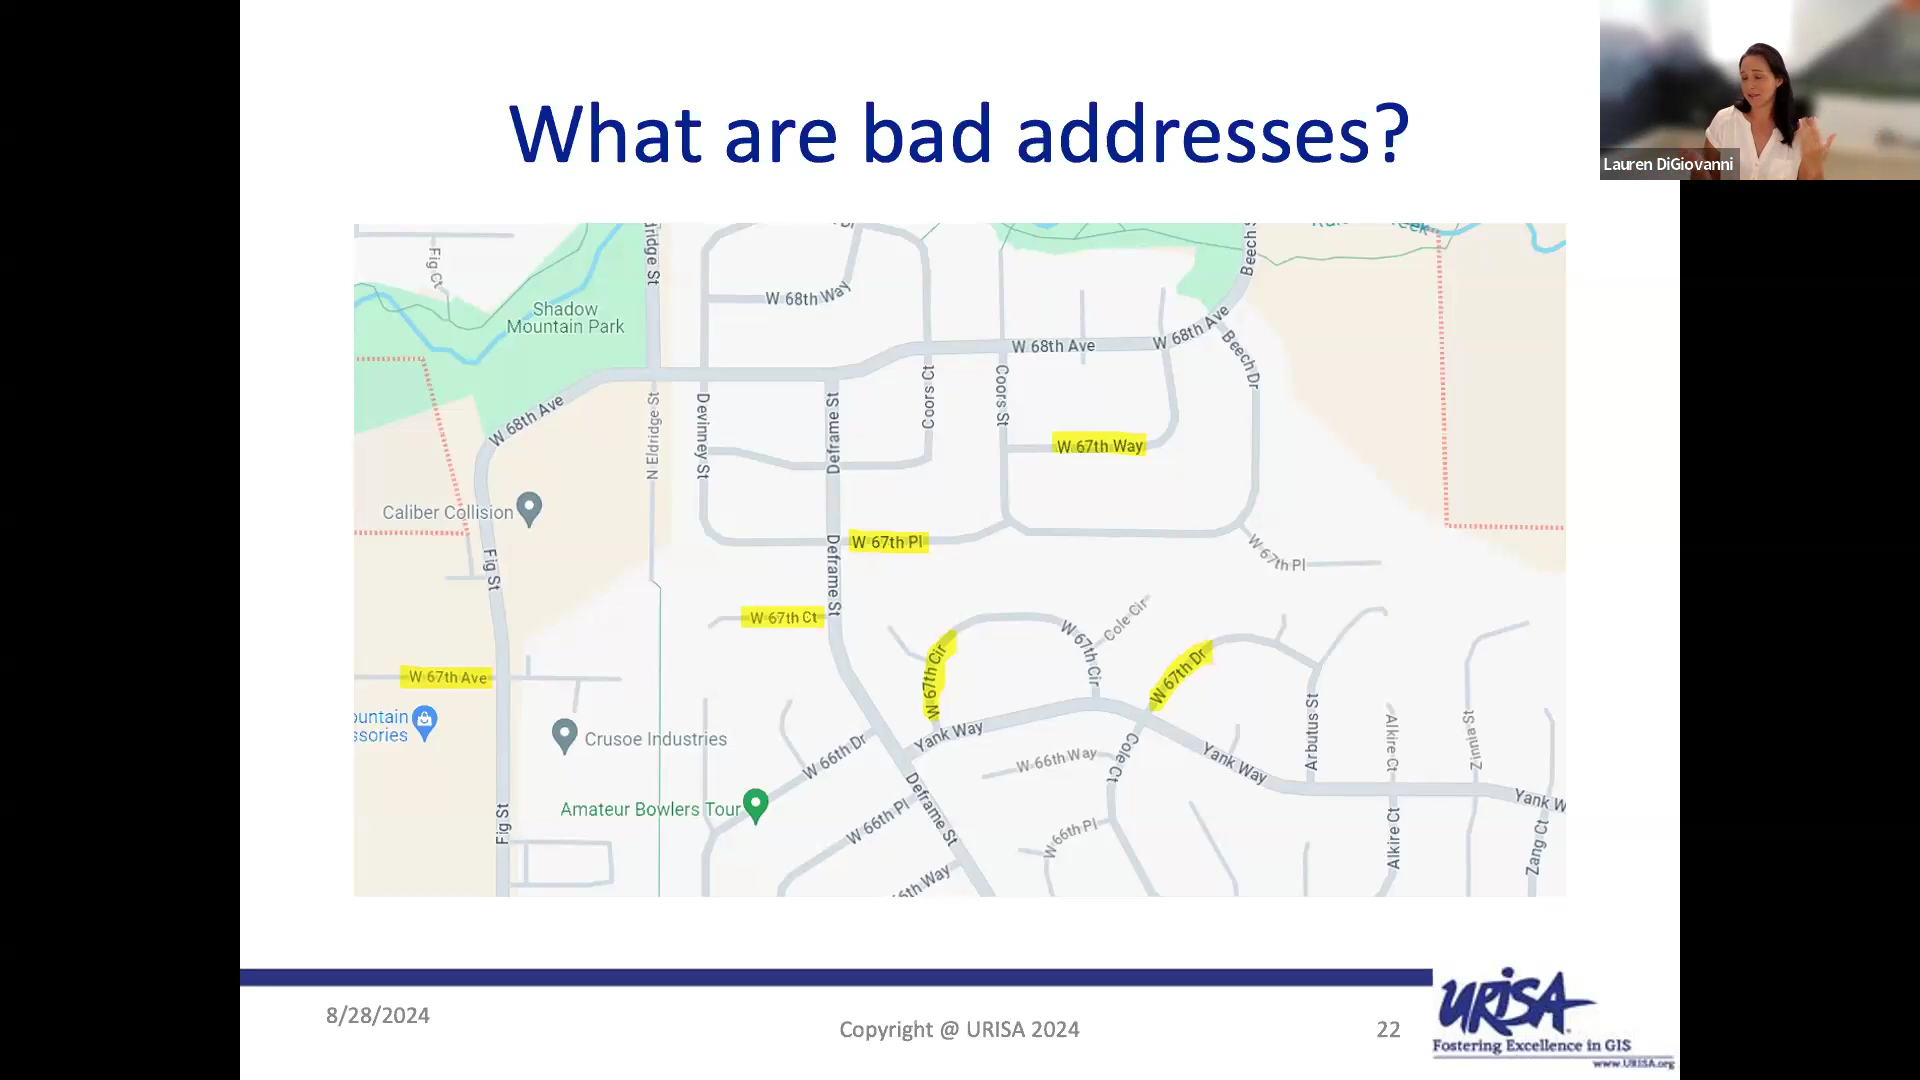 What are bad addresses?
Lauren DiGiovanni
Fig Ct
Shadow
Mountain Park
W 68th Way
W 68th Ave
W 68th Ave
Beech Dr
W 68th Ave
N Eldridge St
Devinney St
Deframe St
Coors Ct
Coors St
W 67th Way
Caliber Collision
Fig St
W 67th Pl
Deframe St
W 67th Pl
W 67th Ct
W 67th Cir
W 67th Cir
Cole Cir
W 67th Dr
W 67th Ave
Crusoe Industries
W 66th Dr
Yank Way
W 66th Way
Cole Ct
Yank Way
Arbutus St
Alkire Ct
Zinnia St
Amateur Bowlers Tour
Fig St
W 66th Pl
Deframe St
W 66th Pl
Alkire Ct
Yank W
Zang Ct
8/28/2024
Copyright @ URISA 2024
22
URISA
Fostering Excellence in GIS
www.URISA.org